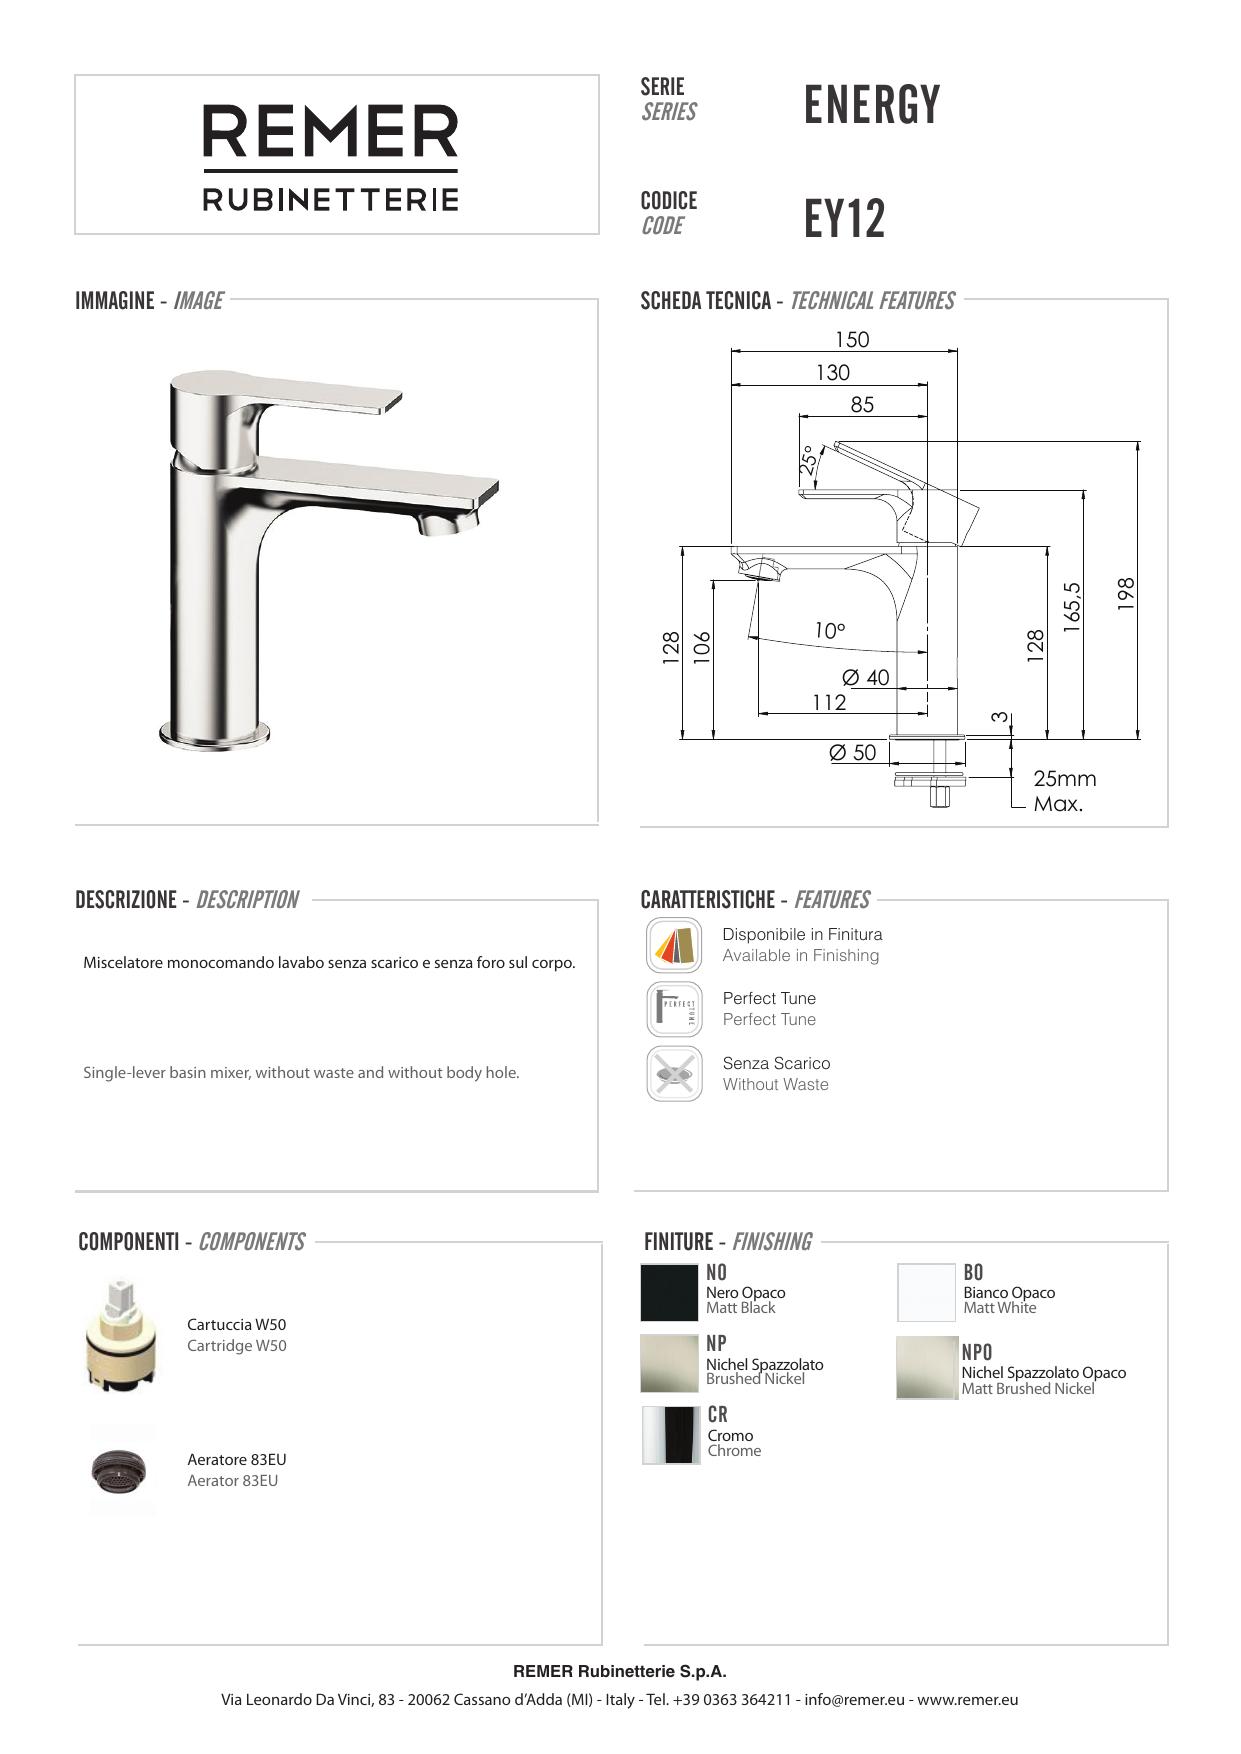 REMER
RUBINETTERIE
SERIE
SERIES
ENERGY
CODICE
CODE
EY12
IMMAGINE - IMAGE
SCHEDA TECNICA - TECHNICAL FEATURES
150
130
85
25°
128
106
10°
Ø 40
112
Ø 50
3
128
165,5
198
25mm
Max.
DESCRIZIONE - DESCRIPTION
Miscelatore monocomando lavabo senza scarico e senza foro sul corpo.
Single-lever basin mixer, without waste and without body hole.
CARATTERISTICHE - FEATURES
Disponibile in Finitura
Available in Finishing
PERFECT
TUNE
Perfect Tune
Perfect Tune
Senza Scarico
Without Waste
COMPONENTI - COMPONENTS
Cartuccia W50
Cartridge W50
Aeratore 83EU
Aerator 83EU
FINITURE - FINISHING
NO
Nero Opaco
Matt Black
BO
Bianco Opaco
Matt White
NP
Nichel Spazzolato
Brushed Nickel
NPO
Nichel Spazzolato Opaco
Matt Brushed Nickel
CR
Cromo
Chrome
REMER Rubinetterie S.p.A.
Via Leonardo Da Vinci, 83 - 20062 Cassano d’Adda (MI) - Italy - Tel. +39 0363 364211 - info@remer.eu - www.remer.eu